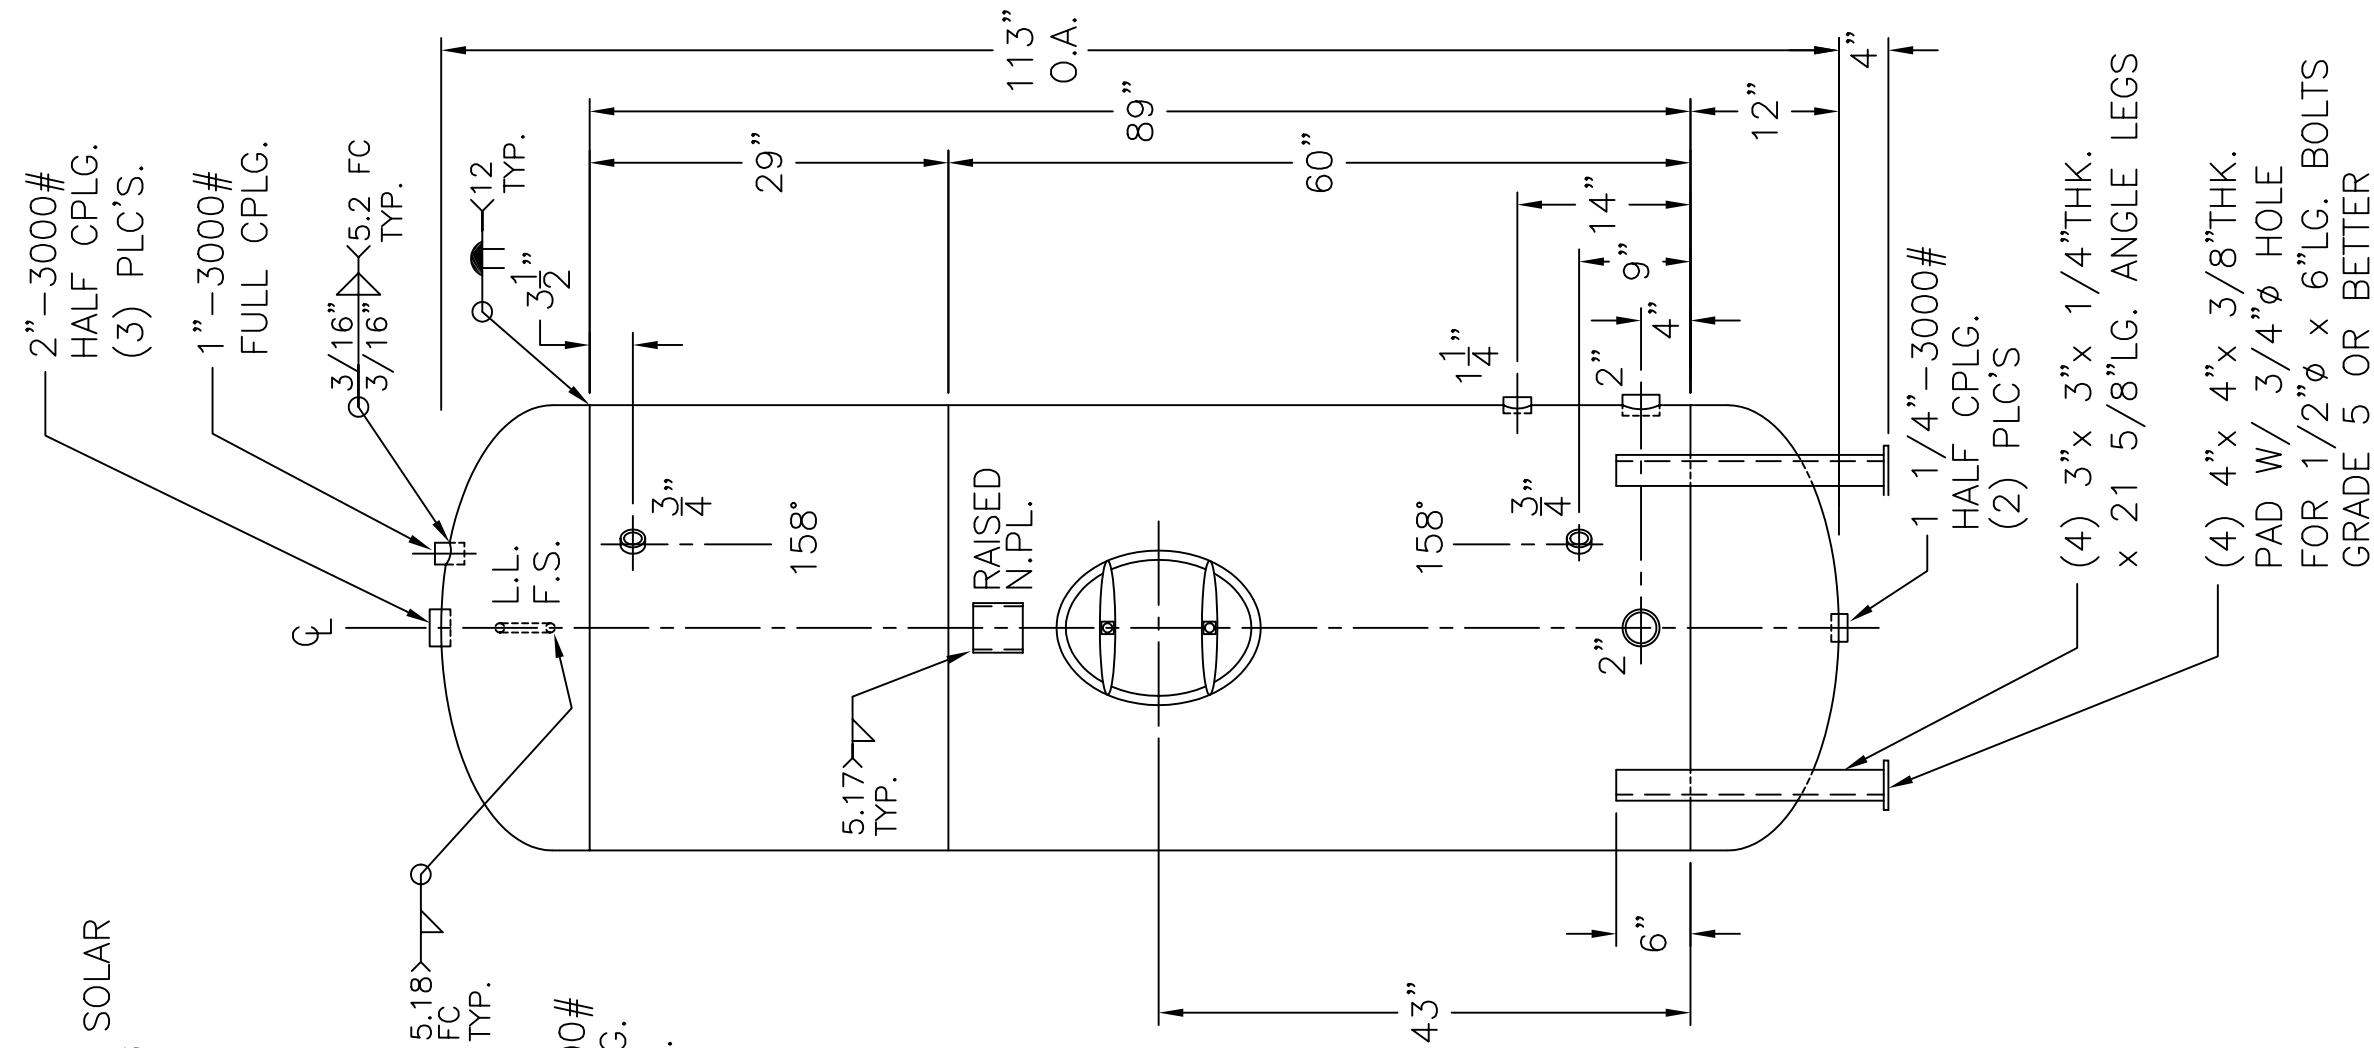 2"-3000#
HALF CPLG.
(3) PLC'S.
1"-3000#
FULL CPLG.
3/16"
3/16"
5.2 FC
TYP.
12
TYP.
3 1/2"
29"
89"
113"
O.A.
60"
14"
9"
4"
12"
4"
1 1/4"
2"
℄
L.L.
F.S.
3/4"
158°
RAISED
N.PL.
158°
3/4"
2"
1 1/4"-3000#
HALF CPLG.
(2) PLC'S
(4) 3"x 3"x 1/4"THK.
x 21 5/8"LG. ANGLE LEGS
(4) 4"x 4"x 3/8"THK.
PAD W/ 3/4"ø HOLE
FOR 1/2"ø x 6"LG. BOLTS
GRADE 5 OR BETTER
5.17
TYP.
SOLAR
5.18
FC
TYP.
00#
G.
6"
43"